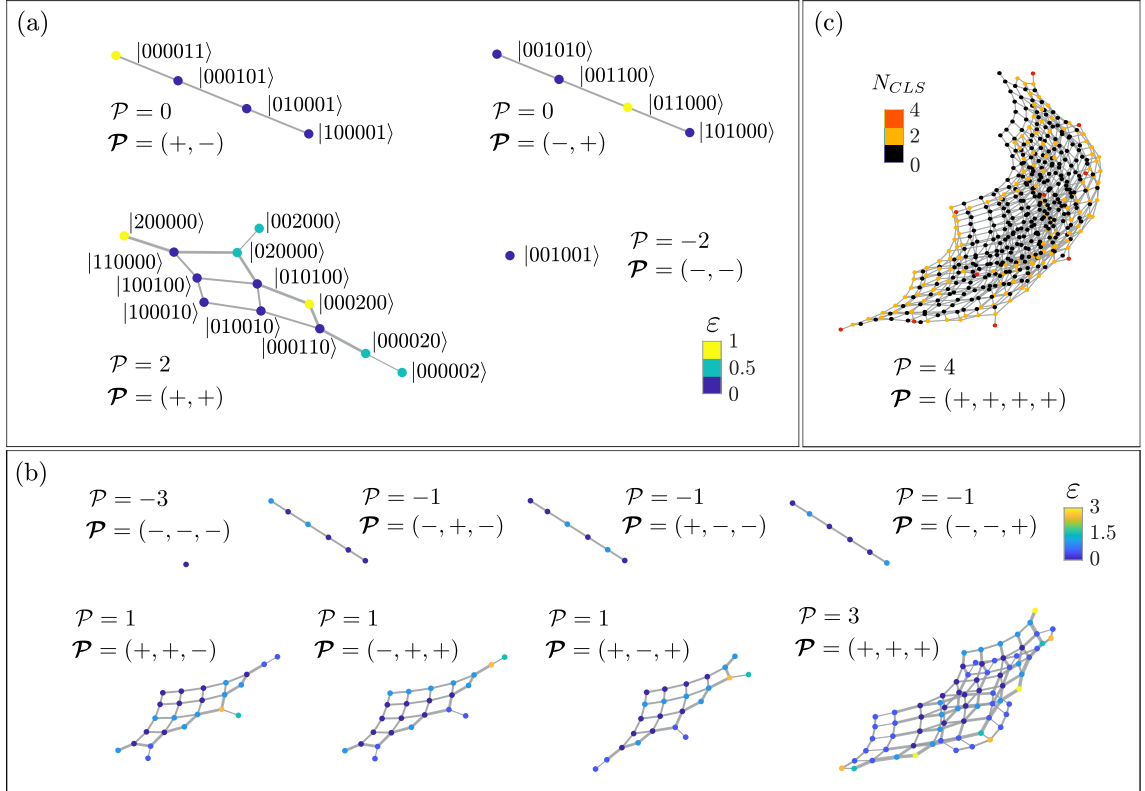 (a)
|000011⟩
|000101⟩
|010001⟩
|100001⟩
𝒫 = 0
𝓟 = (+, −)
|001010⟩
|001100⟩
|011000⟩
|101000⟩
𝒫 = 0
𝓟 = (−, +)
|200000⟩
|002000⟩
|020000⟩
|110000⟩
|010100⟩
|100100⟩
|000200⟩
|100010⟩
|010010⟩
|000110⟩
|000020⟩
|000002⟩
𝒫 = 2
𝓟 = (+, +)
|001001⟩
𝒫 = −2
𝓟 = (−, −)
ε
1
0.5
0
(c)
N_{CLS}
4
2
0
𝒫 = 4
𝓟 = (+, +, +, +)
(b)
𝒫 = −3
𝓟 = (−, −, −)
𝒫 = −1
𝓟 = (−, +, −)
𝒫 = −1
𝓟 = (+, −, −)
𝒫 = −1
𝓟 = (−, −, +)
ε
3
1.5
0
𝒫 = 1
𝓟 = (+, +, −)
𝒫 = 1
𝓟 = (−, +, +)
𝒫 = 1
𝓟 = (+, −, +)
𝒫 = 3
𝓟 = (+, +, +)